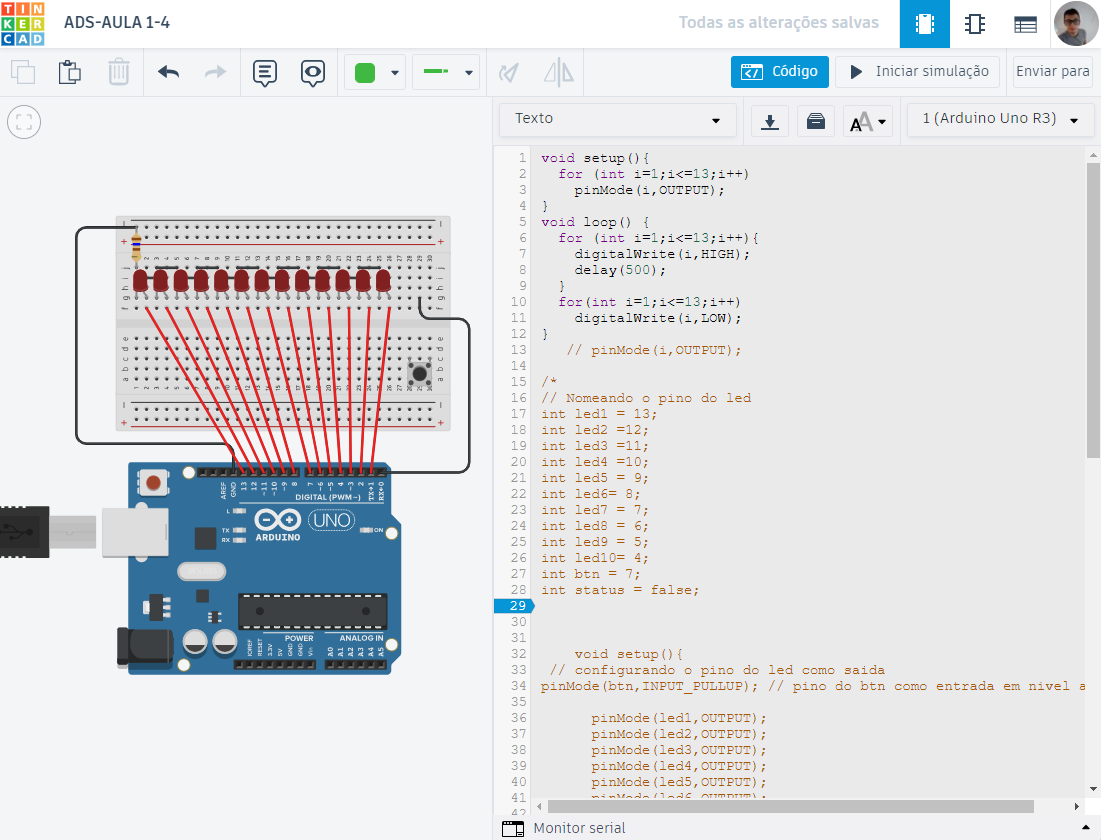 TIN
KER
CAD
ADS-AULA 1-4
Todas as alterações salvas
Código
Iniciar simulação
Enviar para
Texto
1 (Arduino Uno R3)
1 void setup(){
2 for (int i=1;i<=13;i++)
3 pinMode(i,OUTPUT);
4 }
5 void loop() {
6 for (int i=1;i<=13;i++){
7 digitalWrite(i,HIGH);
8 delay(500);
9 }
10 for(int i=1;i<=13;i++)
11 digitalWrite(i,LOW);
12 }
13 // pinMode(i,OUTPUT);
14
15 /*
16 // Nomeando o pino do led
17 int led1 = 13;
18 int led2 =12;
19 int led3 =11;
20 int led4 =10;
21 int led5 = 9;
22 int led6= 8;
23 int led7 = 7;
24 int led8 = 6;
25 int led9 = 5;
26 int led10= 4;
27 int btn = 7;
28 int status = false;
29
30
31
32 void setup(){
33 // configurando o pino do led como saida
34 pinMode(btn,INPUT_PULLUP); // pino do btn como entrada em nivel a
35
36 pinMode(led1,OUTPUT);
37 pinMode(led2,OUTPUT);
38 pinMode(led3,OUTPUT);
39 pinMode(led4,OUTPUT);
40 pinMode(led5,OUTPUT);
41 pinMode(led6,OUTPUT);
42
Monitor serial
AREF
GND
13
12
~11
~10
~9
8
7
~6
~5
4
~3
2
TX→1
RX←0
DIGITAL (PWM~)
L
TX
RX
ARDUINO
UNO
ON
POWER
ANALOG IN
IOREF
RESET
3.3V
5V
GND
GND
Vin
A0
A1
A2
A3
A4
A5